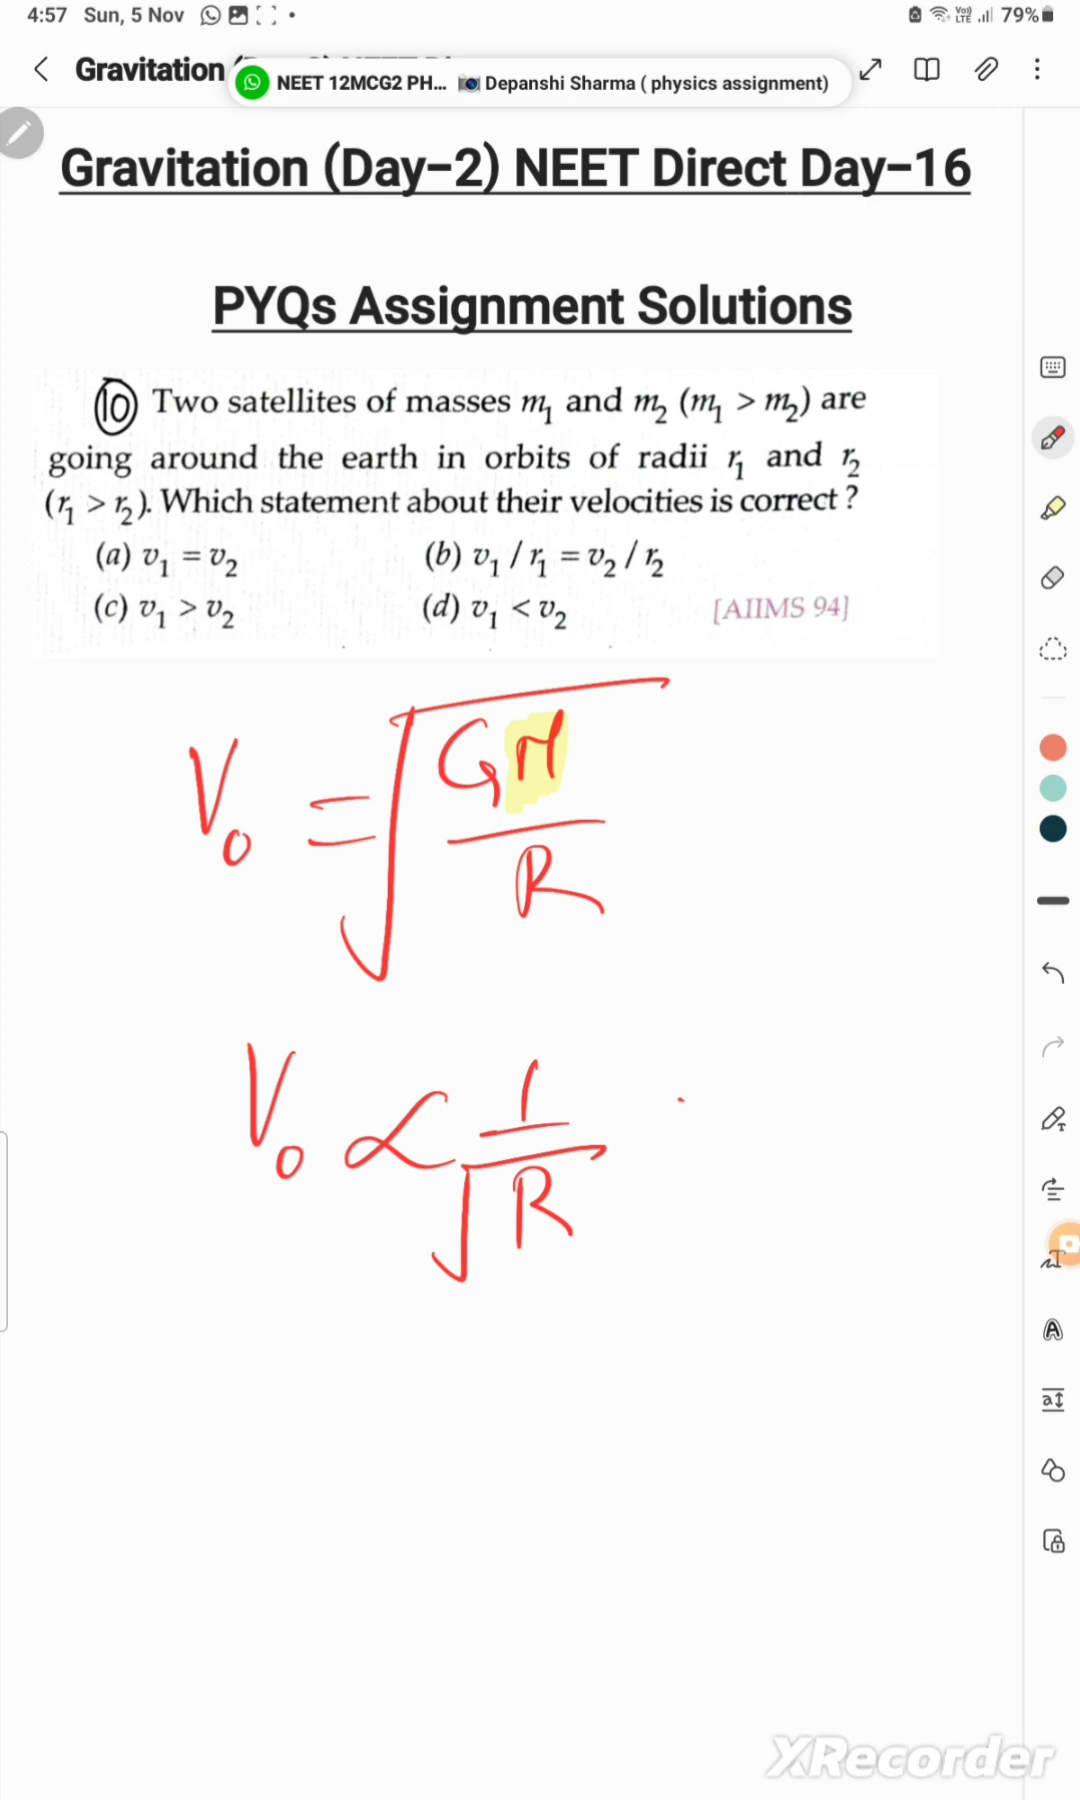 4:57 Sun, 5 Nov 79%
Gravitation
NEET 12MCG2 PH... 📷 Depanshi Sharma ( physics assignment)
Gravitation (Day-2) NEET Direct Day-16
PYQs Assignment Solutions
10 Two satellites of masses m₁ and m₂ (m₁ > m₂) are
going around the earth in orbits of radii r₁ and r₂
(r₁ > r₂). Which statement about their velocities is correct ?
(a) v₁ = v₂ (b) v₁ / r₁ = v₂ / r₂
(c) v₁ > v₂ (d) v₁ < v₂ [AIIMS 94]
V₀ = √(GM/R)
V₀ ∝ 1/√R
XRecorder